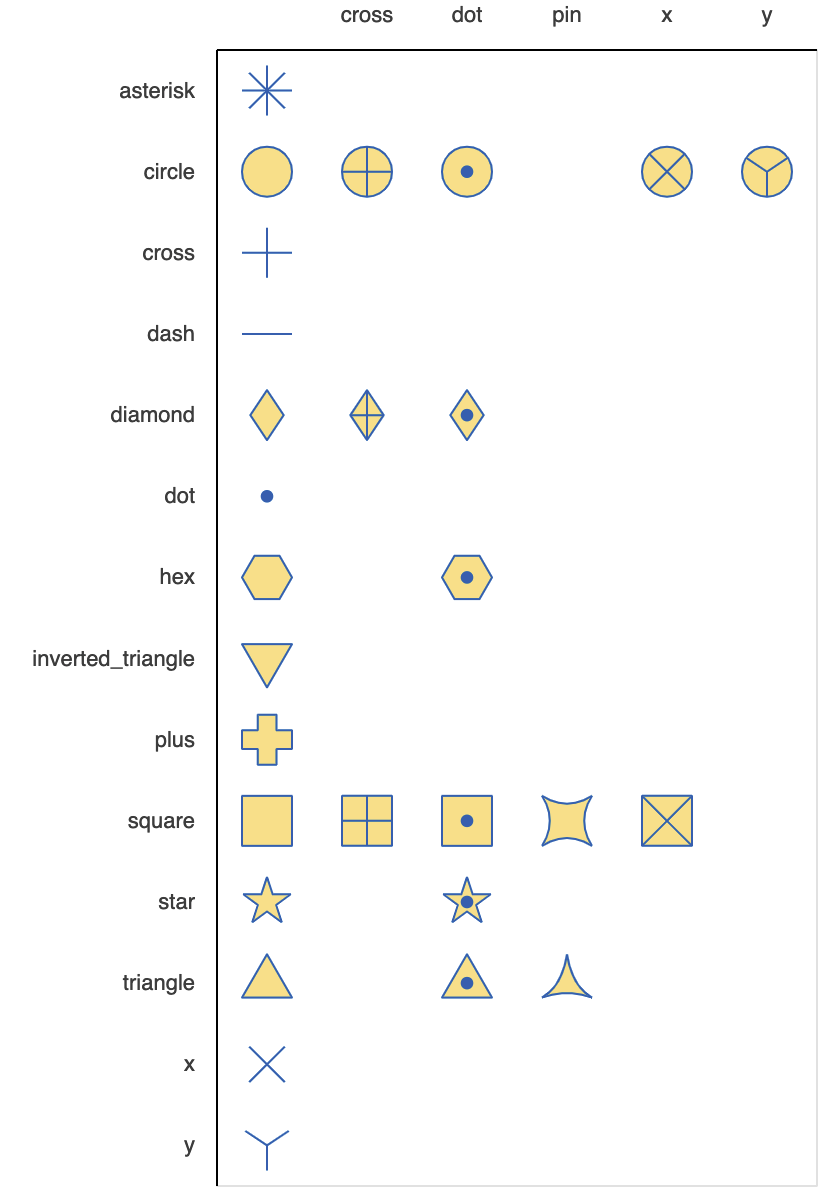 cross dot pin x y
asterisk
circle
cross
dash
diamond
dot
hex
inverted_triangle
plus
square
star
triangle
x
y